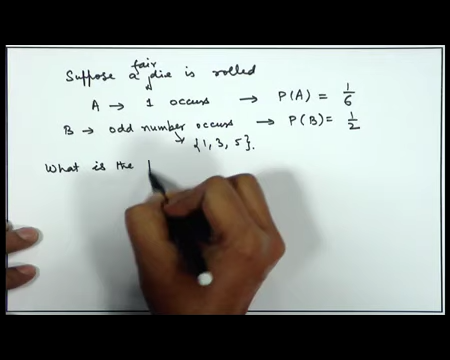 fair
Suppose a die is rolled
A → 1 occurs → P(A) = 1/6
B → odd number occurs → P(B) = 1/2
{1, 3, 5}.
What is the